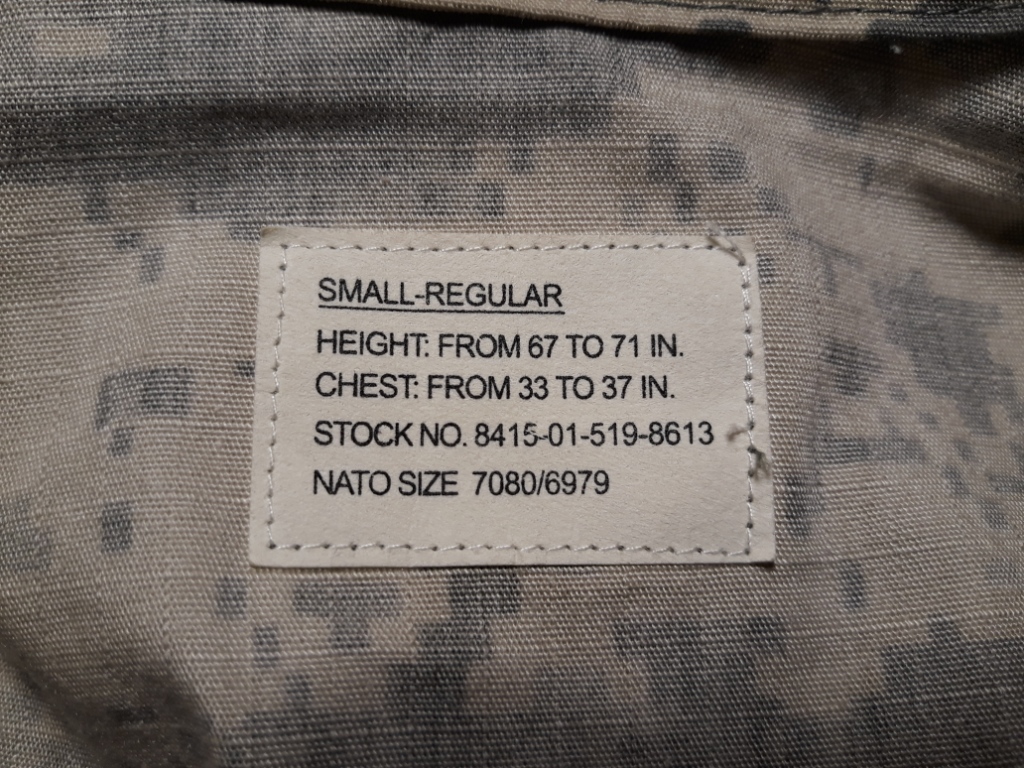 SMALL-REGULAR
HEIGHT: FROM 67 TO 71 IN.
CHEST: FROM 33 TO 37 IN.
STOCK NO. 8415-01-519-8613
NATO SIZE 7080/6979